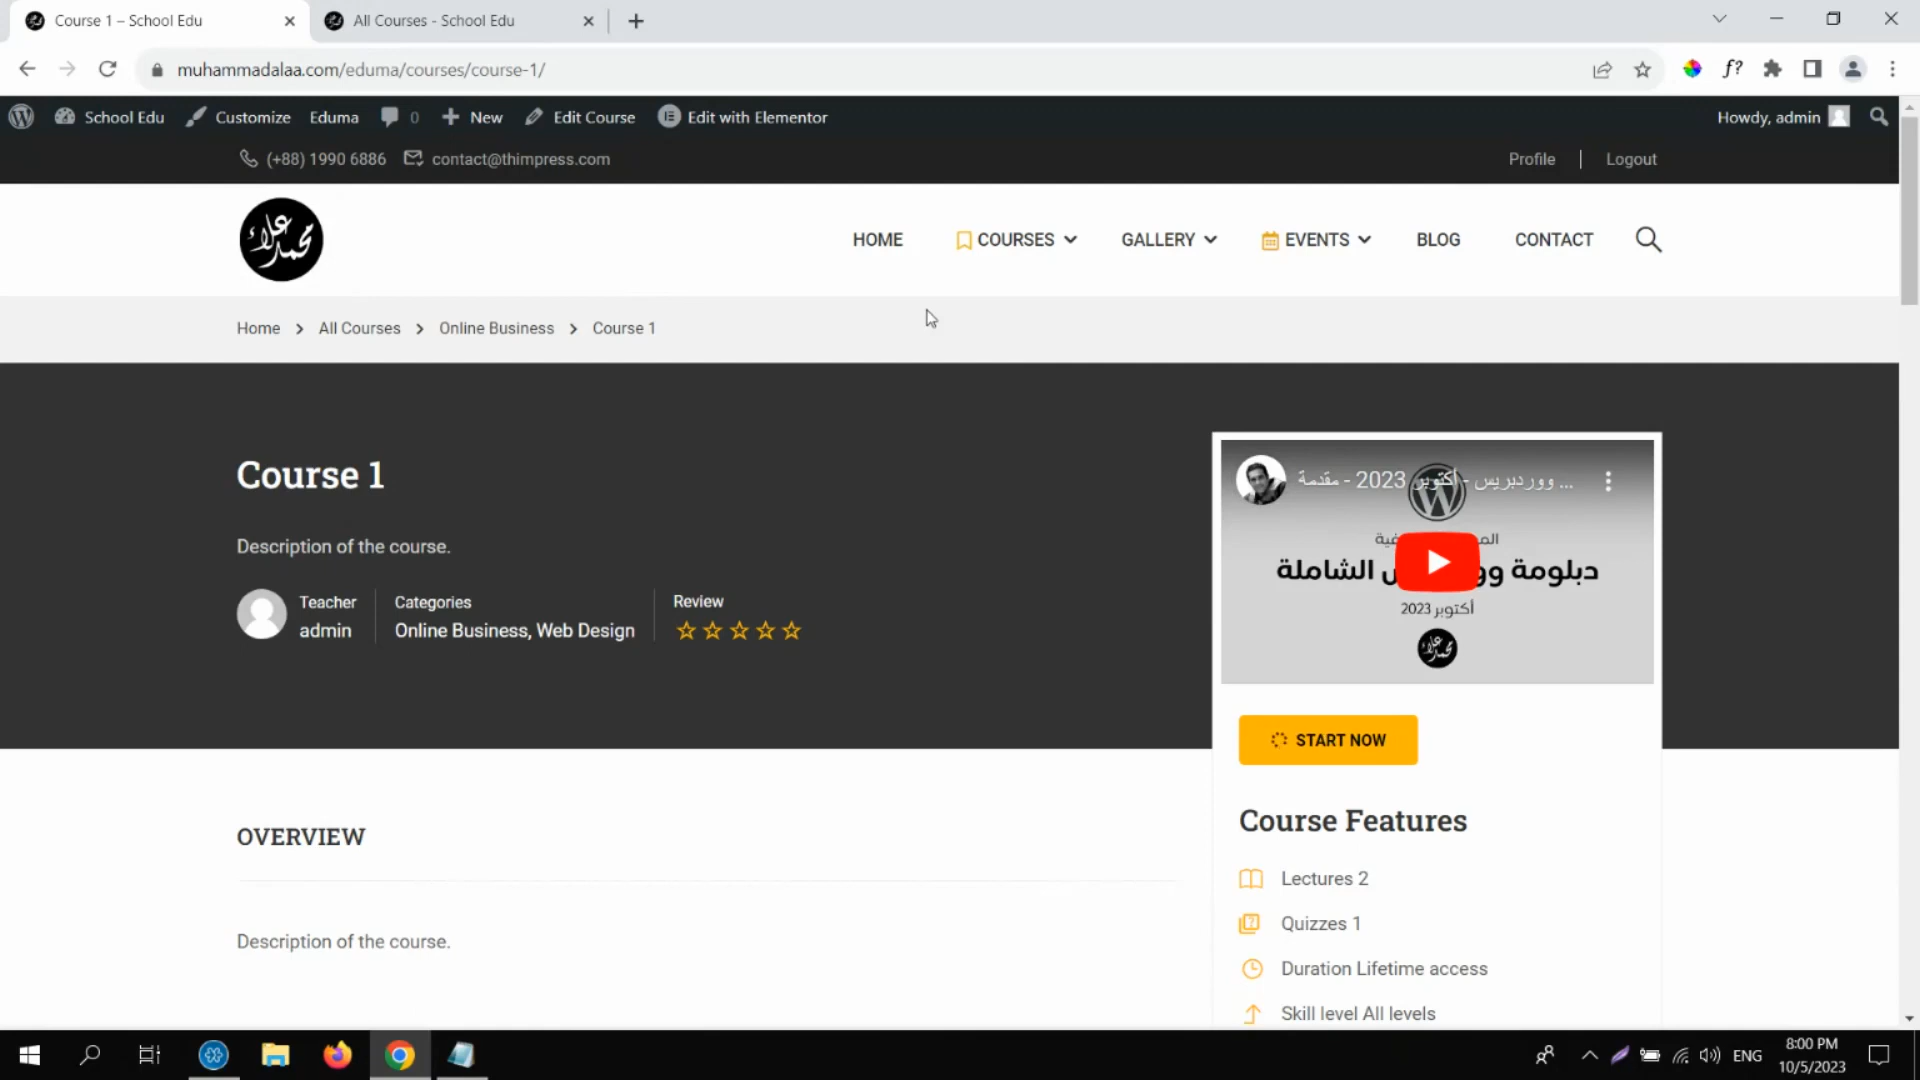 Course 1 – School Edu
All Courses - School Edu
muhammadalaa.com/eduma/courses/course-1/
f?
School Edu
Customize
Eduma
0
New
Edit Course
Edit with Elementor
Howdy, admin
(+88) 1990 6886
contact@thimpress.com
Profile
Logout
محمد علاء
HOME
COURSES
GALLERY
EVENTS
BLOG
CONTACT
Home
All Courses
Online Business
Course 1
Course 1
Description of the course.
Teacher
admin
Categories
Online Business, Web Design
Review
... ووردبريس - أكتوبر 2023 - مقدمة
الشاملة
دبلومة
أكتوبر 2023
START NOW
Course Features
Lectures 2
Quizzes 1
Duration Lifetime access
Skill level All levels
OVERVIEW
Description of the course.
ENG
8:00 PM
10/5/2023